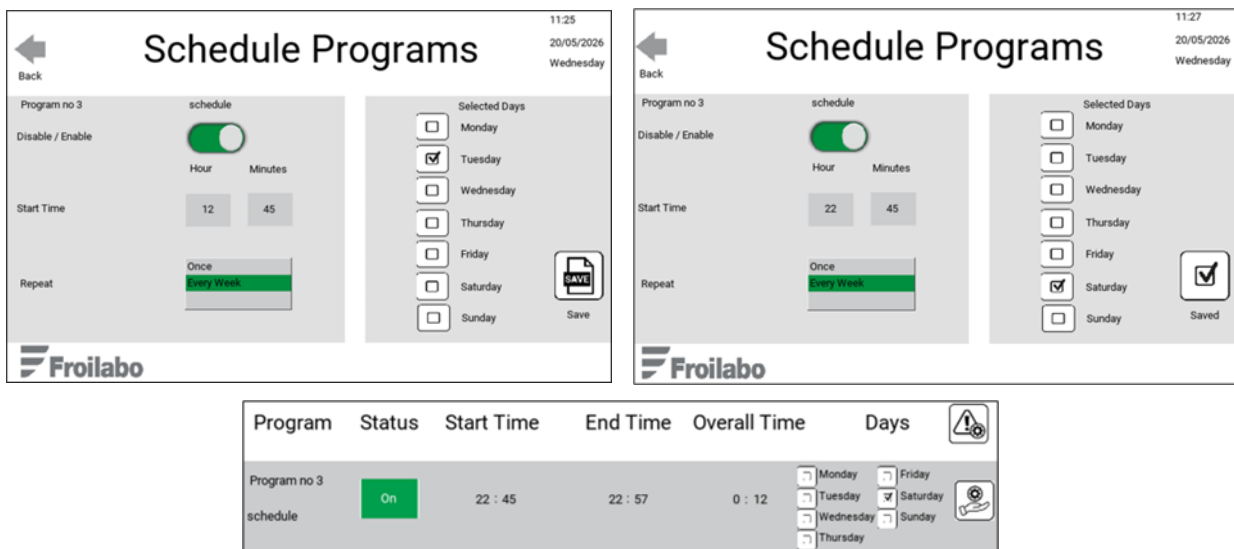 11:25
Schedule Programs
20/05/2026
Wednesday
Back
Program no 3 schedule
Disable / Enable
Hour Minutes
Start Time 12 45
Repeat
Once
Every Week
Selected Days
Monday
Tuesday
Wednesday
Thursday
Friday
Saturday
Sunday
SAVE
Save
Froilabo
11:27
Schedule Programs
20/05/2026
Wednesday
Back
Program no 3 schedule
Disable / Enable
Hour Minutes
Start Time 22 45
Repeat
Once
Every Week
Selected Days
Monday
Tuesday
Wednesday
Thursday
Friday
Saturday
Sunday
Saved
Froilabo
Program Status Start Time End Time Overall Time Days
Program no 3
schedule
On 22 : 45 22 : 57 0 : 12
Monday Friday
Tuesday Saturday
Wednesday Sunday
Thursday